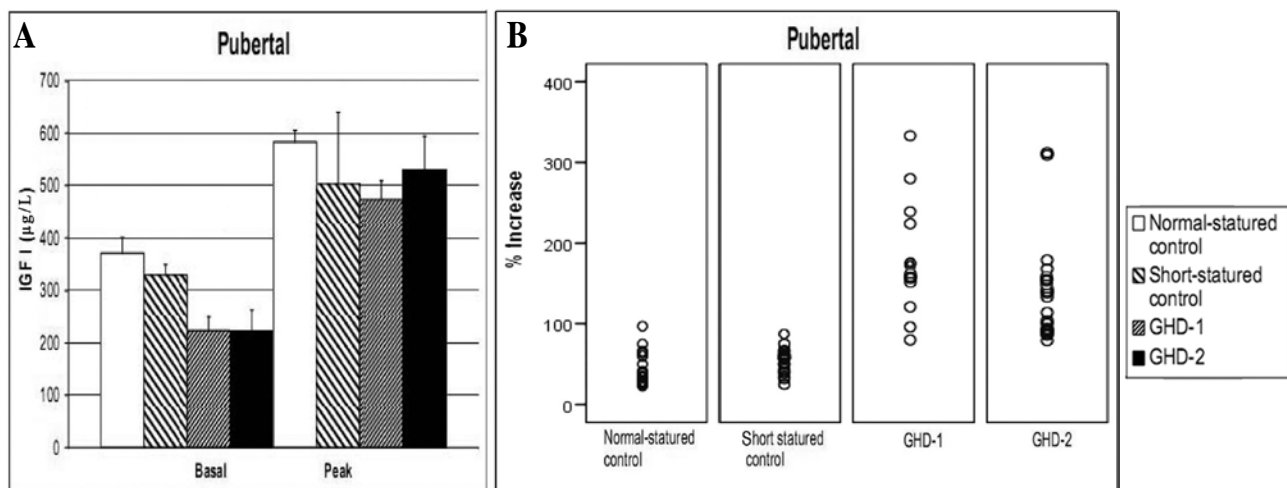 A
Pubertal
700
600
500
400
300
200
100
0
IGF I (µg/L)
Basal
Peak
B
Pubertal
400
300
200
100
0
% Increase
Normal-statured
control
Short statured
control
GHD-1
GHD-2
Normal-statured
control
Short-statured
control
GHD-1
GHD-2